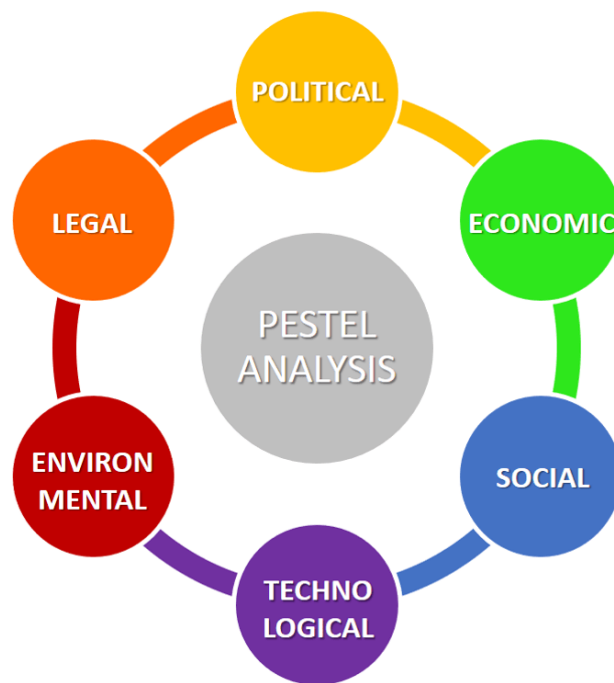 POLITICAL
ECONOMIC
SOCIAL
TECHNO
LOGICAL
ENVIRON
MENTAL
LEGAL
PESTEL
ANALYSIS